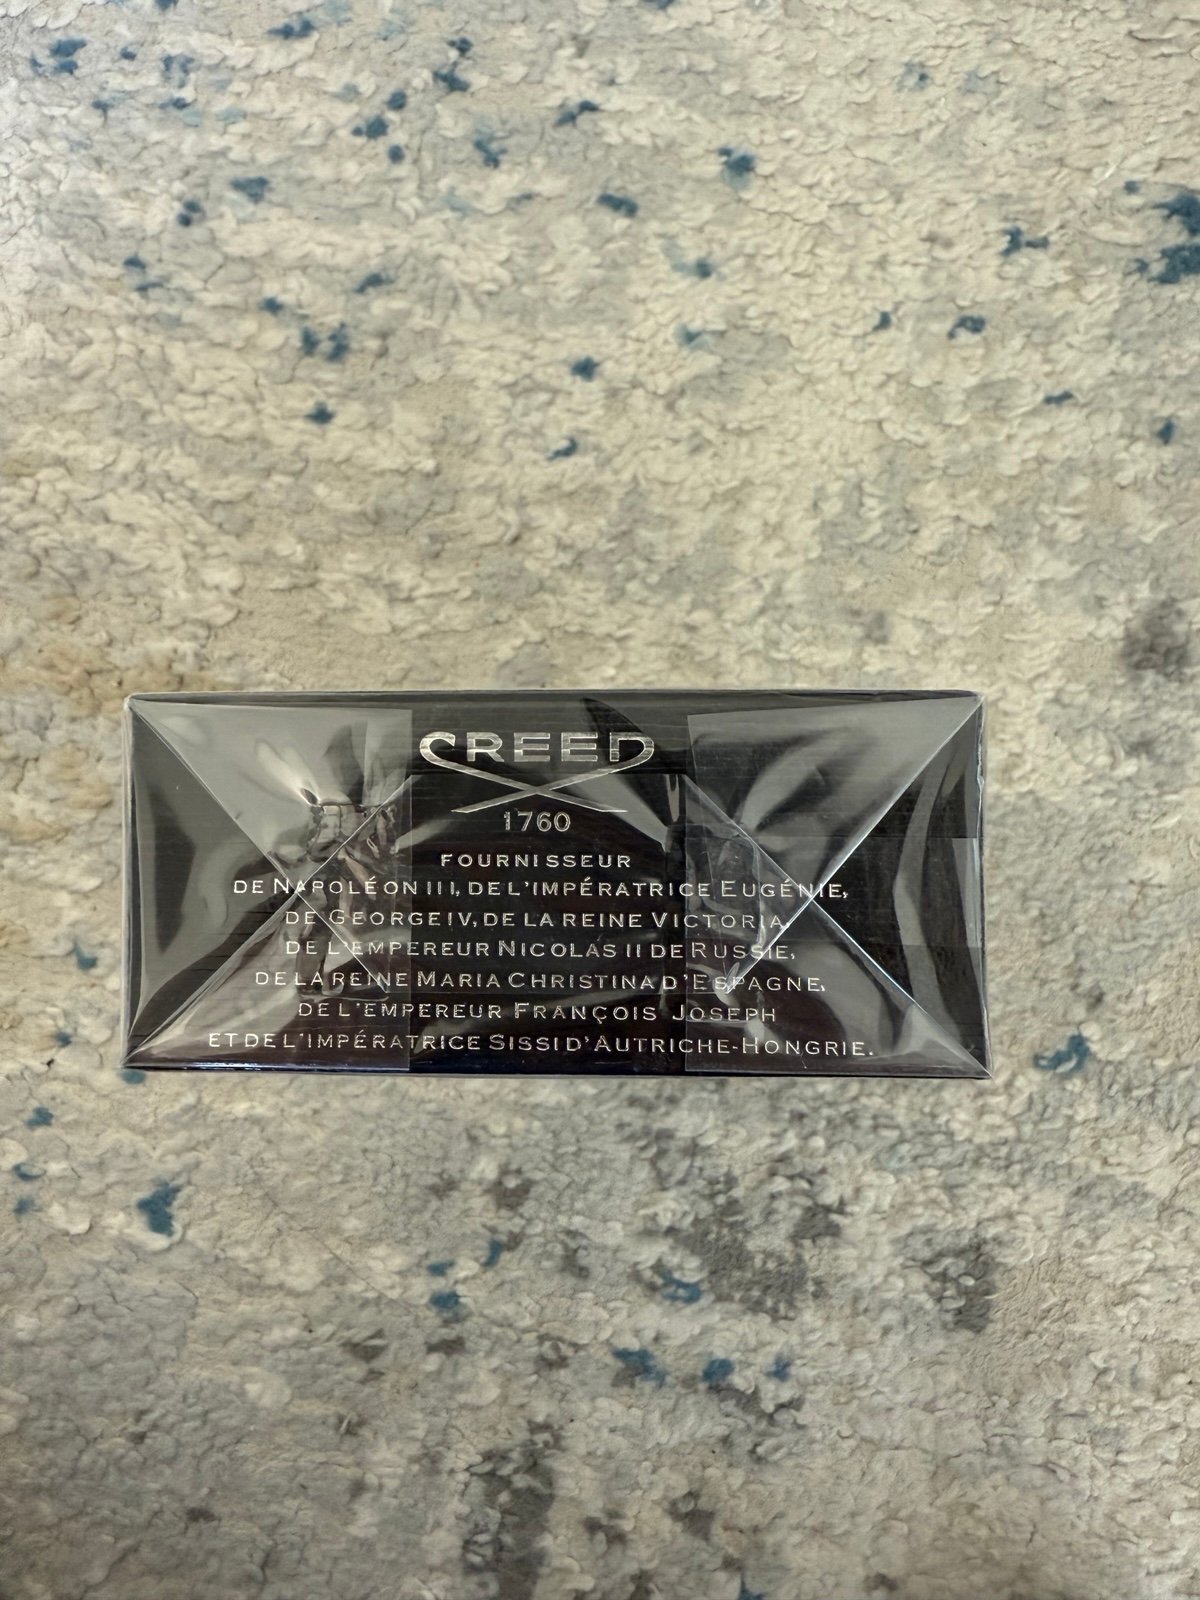 CREED
1760
FOURNISSEUR
DE NAPOLÉON III, DE L'IMPÉRATRICE EUGÉNIE,
DE GEORGE IV, DE LA REINE VICTORIA,
DE L'EMPEREUR NICOLAS II DE RUSSIE,
DE LA REINE MARIA CHRISTINA D'ESPAGNE,
DE L'EMPEREUR FRANÇOIS JOSEPH
ET DE L'IMPÉRATRICE SISSI D'AUTRICHE-HONGRIE.